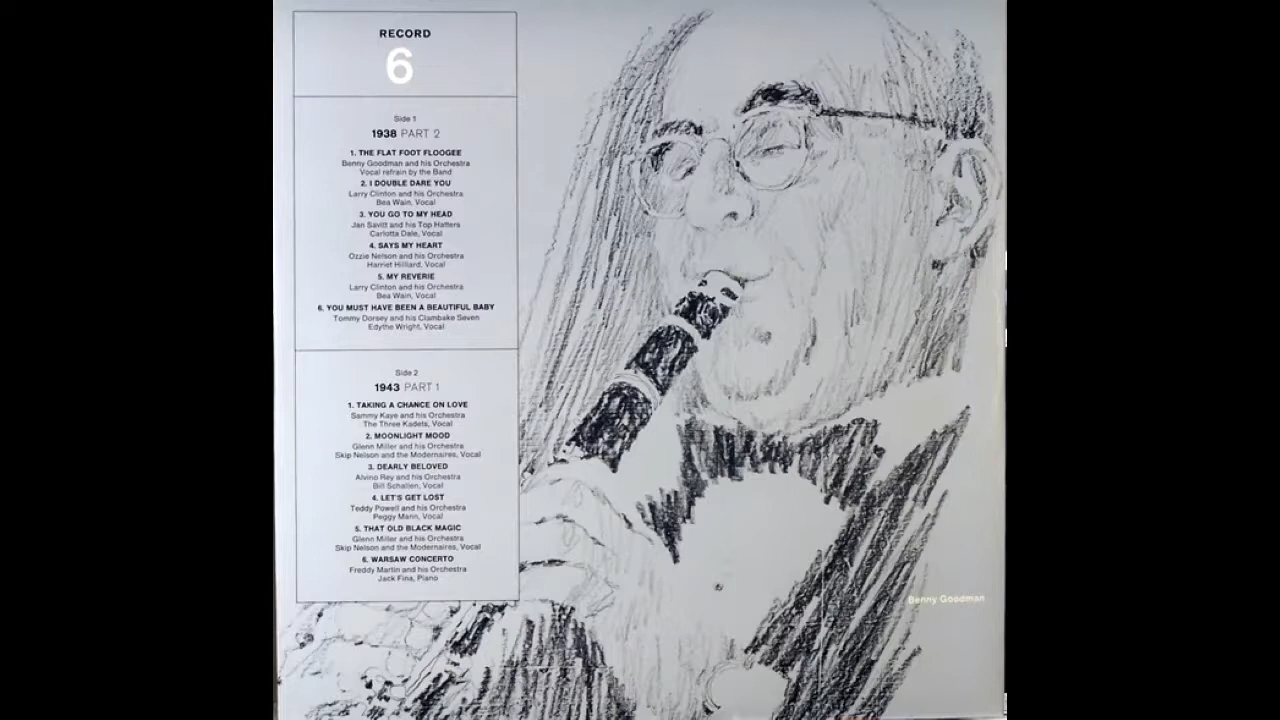 RECORD
6
Side 1
1938 PART 2
1. THE FLAT FOOT FLOOGEE
Benny Goodman and his Orchestra
Vocal refrain by the Band
2. I DOUBLE DARE YOU
Larry Clinton and his Orchestra
Bea Wain, Vocal
3. YOU GO TO MY HEAD
Jan Savitt and his Top Hatters
Carlotta Dale, Vocal
4. SAYS MY HEART
Ozzie Nelson and his Orchestra
Harriet Hilliard, Vocal
5. MY REVERIE
Larry Clinton and his Orchestra
Bea Wain, Vocal
6. YOU MUST HAVE BEEN A BEAUTIFUL BABY
Tommy Dorsey and his Clambake Seven
Edythe Wright, Vocal
Side 2
1943 PART 1
1. TAKING A CHANCE ON LOVE
Sammy Kaye and his Orchestra
The Three Kadets, Vocal
2. MOONLIGHT MOOD
Glenn Miller and his Orchestra
Skip Nelson and the Modernaires, Vocal
3. DEARLY BELOVED
Alvino Rey and his Orchestra
Bill Schallen, Vocal
4. LET'S GET LOST
Teddy Powell and his Orchestra
Peggy Mann, Vocal
5. THAT OLD BLACK MAGIC
Glenn Miller and his Orchestra
Skip Nelson and the Modernaires, Vocal
6. WARSAW CONCERTO
Freddy Martin and his Orchestra
Jack Fina, Piano
Benny Goodman